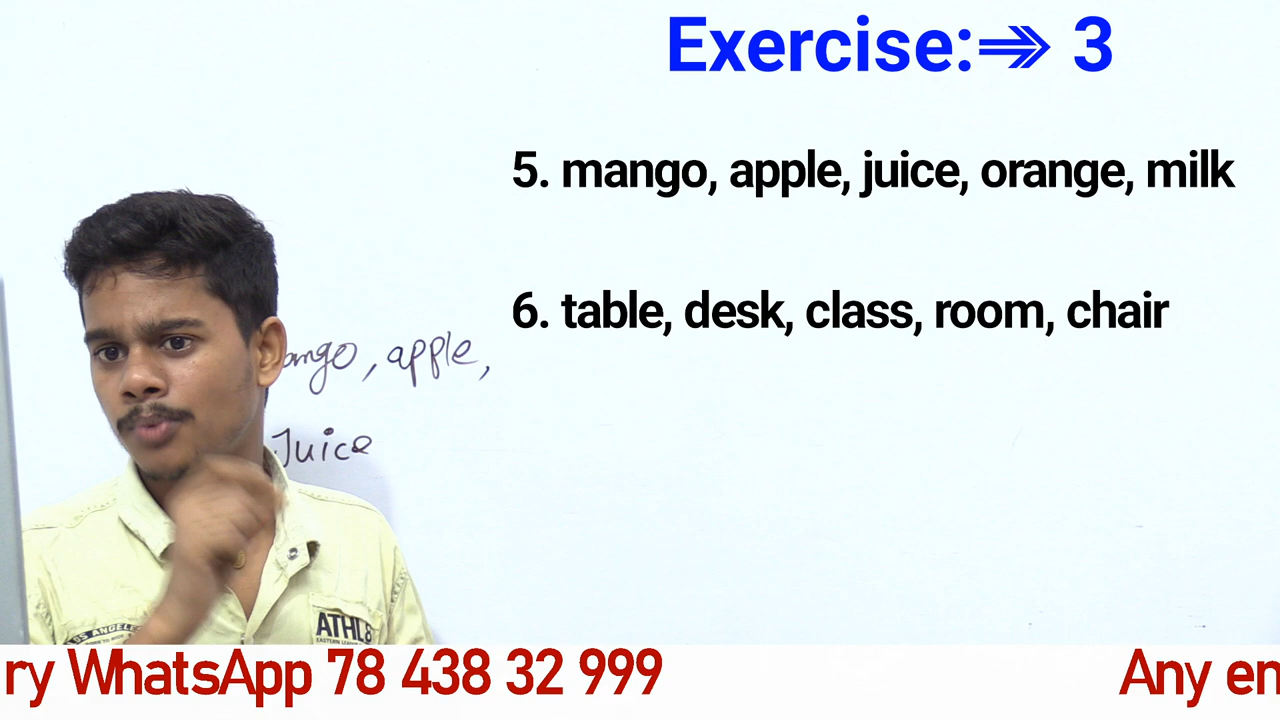 Exercise:⇛ 3
5. mango, apple, juice, orange, milk
6. table, desk, class, room, chair
ango, apple,
Juice
ATHL
ry WhatsApp 78 438 32 999
Any en